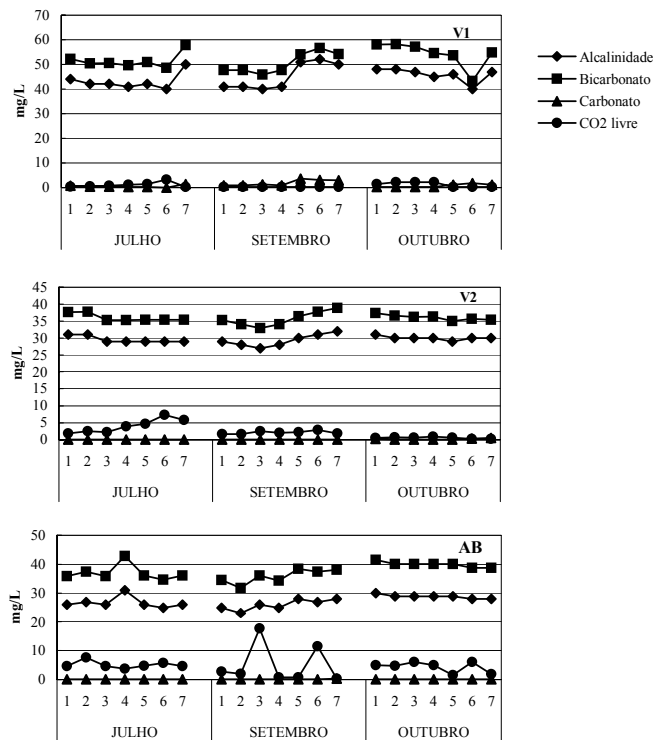 70
V1
60
50
40
30
20
10
0
mg/L
1 2 3 4 5 6 7 1 2 3 4 5 6 7 1 2 3 4 5 6 7
JULHO SETEMBRO OUTUBRO
Alcalinidade
Bicarbonato
Carbonato
CO2 livre
45
V2
40
35
30
25
20
15
10
5
0
mg/L
1 2 3 4 5 6 7 1 2 3 4 5 6 7 1 2 3 4 5 6 7
JULHO SETEMBRO OUTUBRO
50
AB
40
30
20
10
0
mg/L
1 2 3 4 5 6 7 1 2 3 4 5 6 7 1 2 3 4 5 6 7
JULHO SETEMBRO OUTUBRO